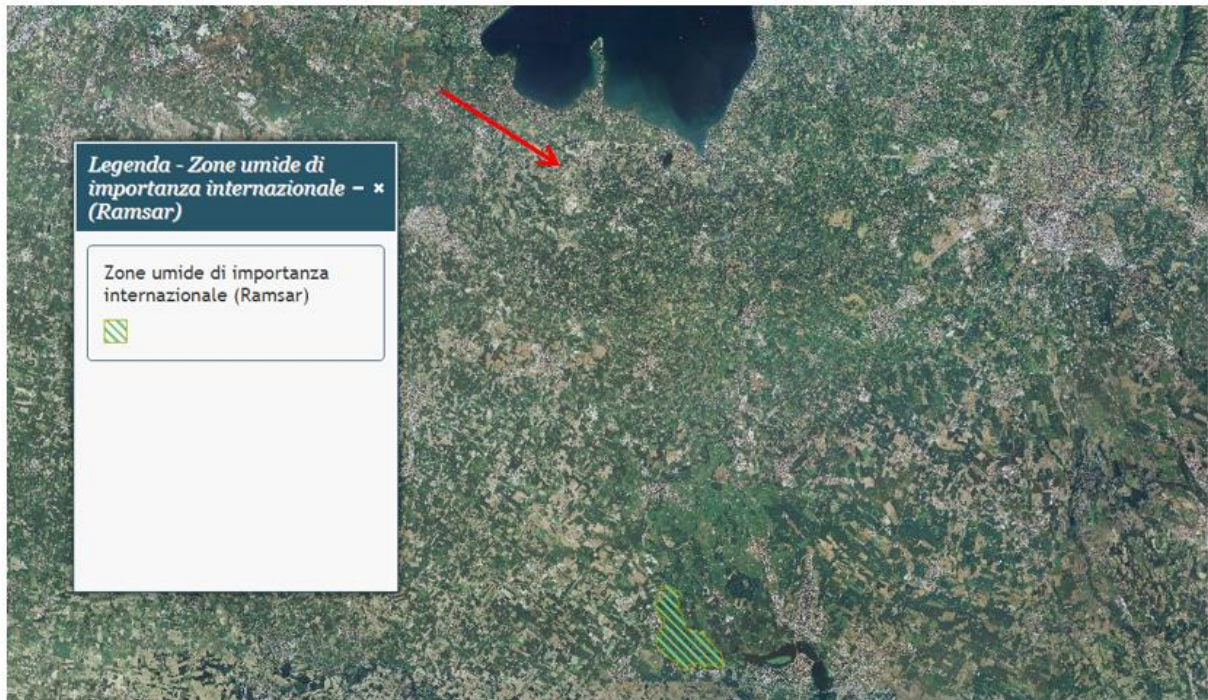 Legenda - Zone umide di
importanza internazionale – ×
(Ramsar)
Zone umide di importanza
internazionale (Ramsar)